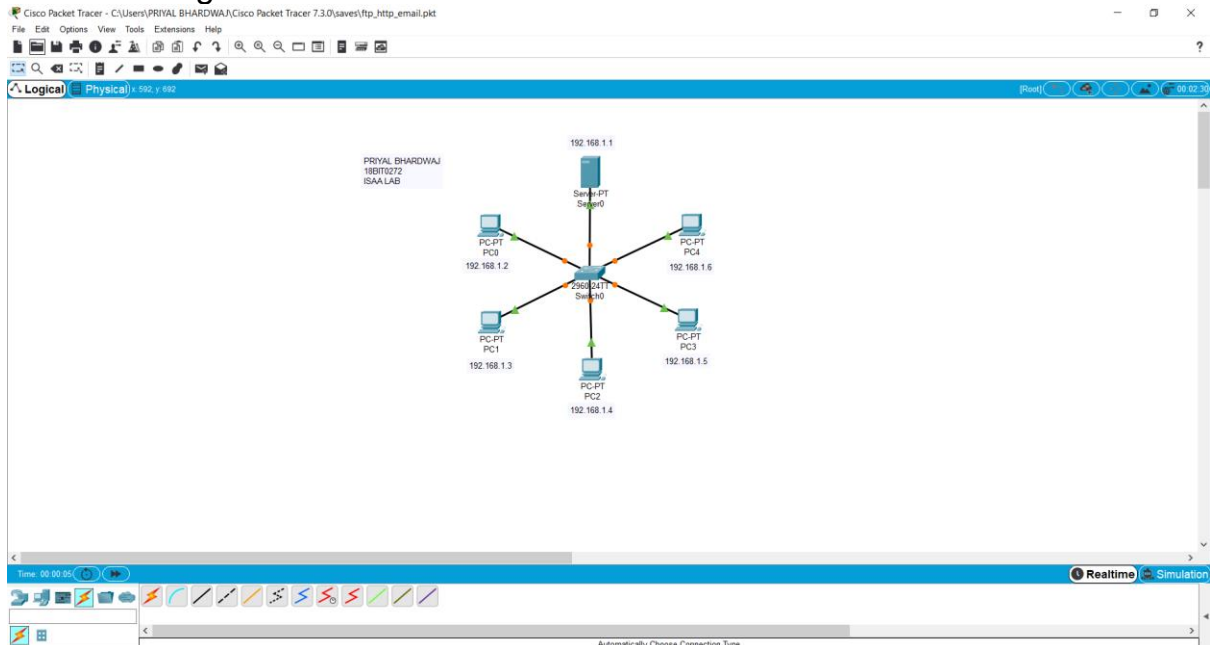 Cisco Packet Tracer - C:\Users\PRIYAL BHARDWAJ\Cisco Packet Tracer 7.3.0\saves\ftp_http_email.pkt
File Edit Options View Tools Extensions Help
?
Logical Physical x: 592, y: 692 [Root] 00:02:30
192.168.1.1
PRIYAL BHARDWAJ
18BIT0272
ISAA LAB
Server-PT
Server0
PC-PT
PC0
192.168.1.2
PC-PT
PC4
192.168.1.6
2960-24TT
Switch0
PC-PT
PC1
192.168.1.3
PC-PT
PC3
192.168.1.5
PC-PT
PC2
192.168.1.4
Time: 00:00:05 Realtime Simulation
Automatically Choose Connection Type